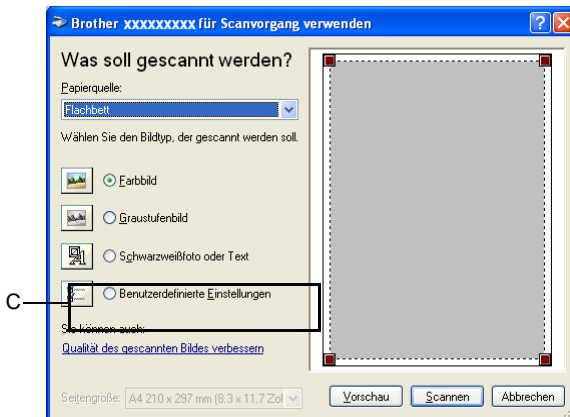 Brother xxxxxxxxx für Scanvorgang verwenden
Was soll gescannt werden?
Papierquelle:
Flachbett
Wählen Sie den Bildtyp, der gescannt werden soll.
Farbbild
Graustufenbild
Schwarzweißfoto oder Text
Benutzerdefinierte Einstellungen
C
Sie können auch:
Qualität des gescannten Bildes verbessern
Seitengröße: A4 210 x 297 mm (8.3 x 11.7 Zol
Vorschau Scannen Abbrechen